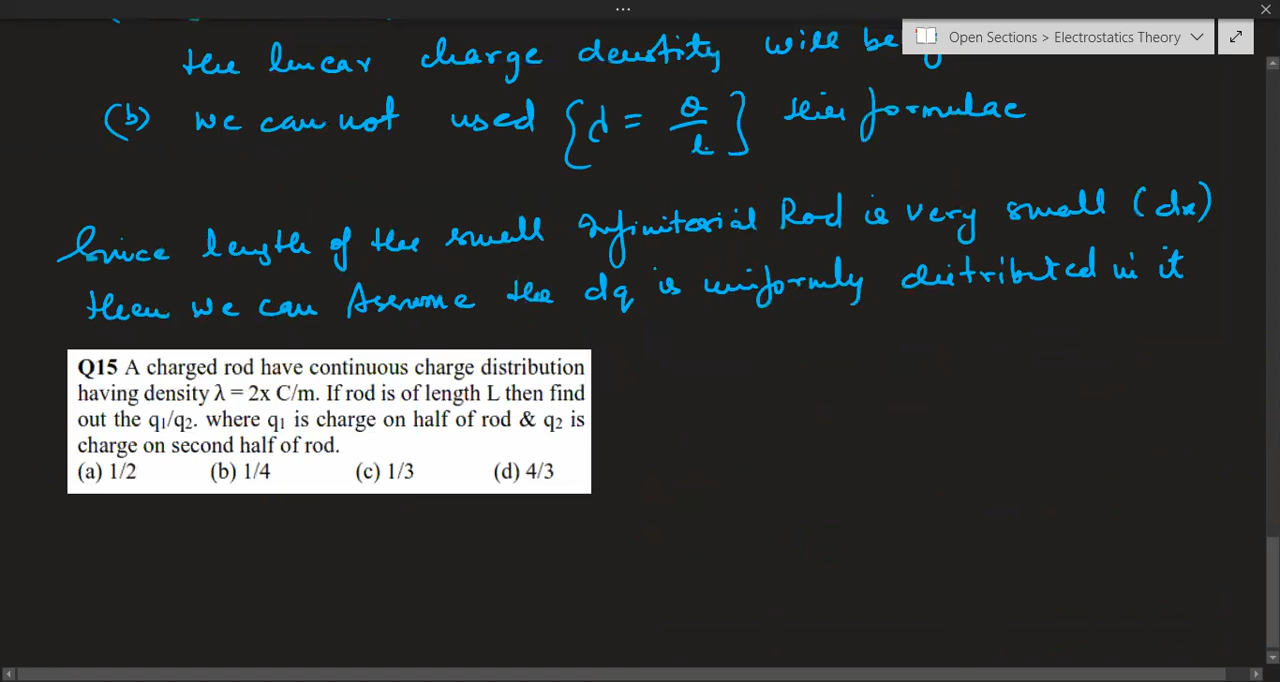 ...
Open Sections > Electrostatics Theory
the linear charge denstity will be
(b) we can not used { λ = Q/L } this formulae
Since length of the small Infinitesial Rod is very small (dx)
then we can Assume the dq is uniformly distributed in it
Q15 A charged rod have continuous charge distribution
having density λ = 2x C/m. If rod is of length L then find
out the q₁/q₂. where q₁ is charge on half of rod & q₂ is
charge on second half of rod.
(a) 1/2 (b) 1/4 (c) 1/3 (d) 4/3